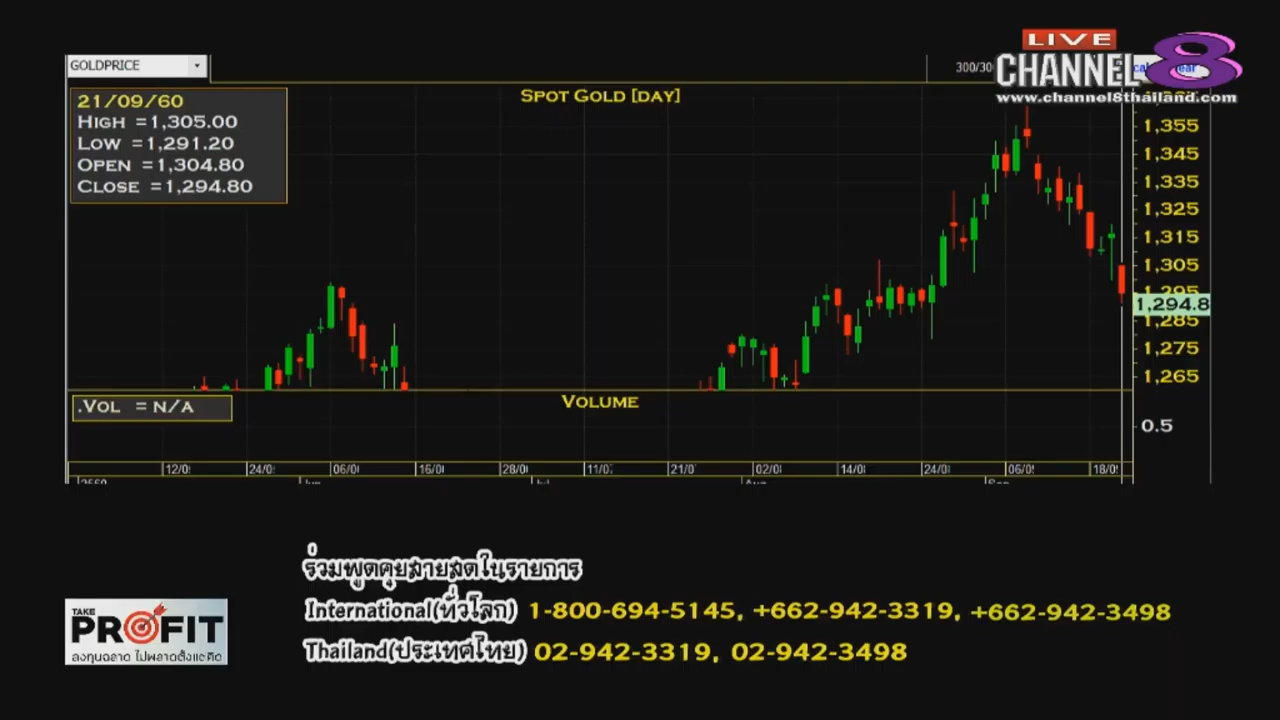 LIVE
CHANNEL 8
www.channel8thailand.com
GOLDPRICE
300/30
SPOT GOLD [DAY]
21/09/60
HIGH =1,305.00
LOW =1,291.20
OPEN =1,304.80
CLOSE =1,294.80
1,355
1,345
1,335
1,325
1,315
1,305
1,295
1,294.8
1,285
1,275
1,265
.VOL = N/A
VOLUME
0.5
12/0 24/0 06/0 16/0 28/0 11/0 21/0 02/0 14/0 24/0 06/0 18/0
2560 Jun Jul Aug Sep
ร่วมพูดคุยสายสดในรายการ
International(ทั่วโลก) 1-800-694-5145, +662-942-3319, +662-942-3498
Thailand(ประเทศไทย) 02-942-3319, 02-942-3498
TAKE
PROFIT
ลงทุนฉลาด ไม่พลาดตั้งแต่คิด